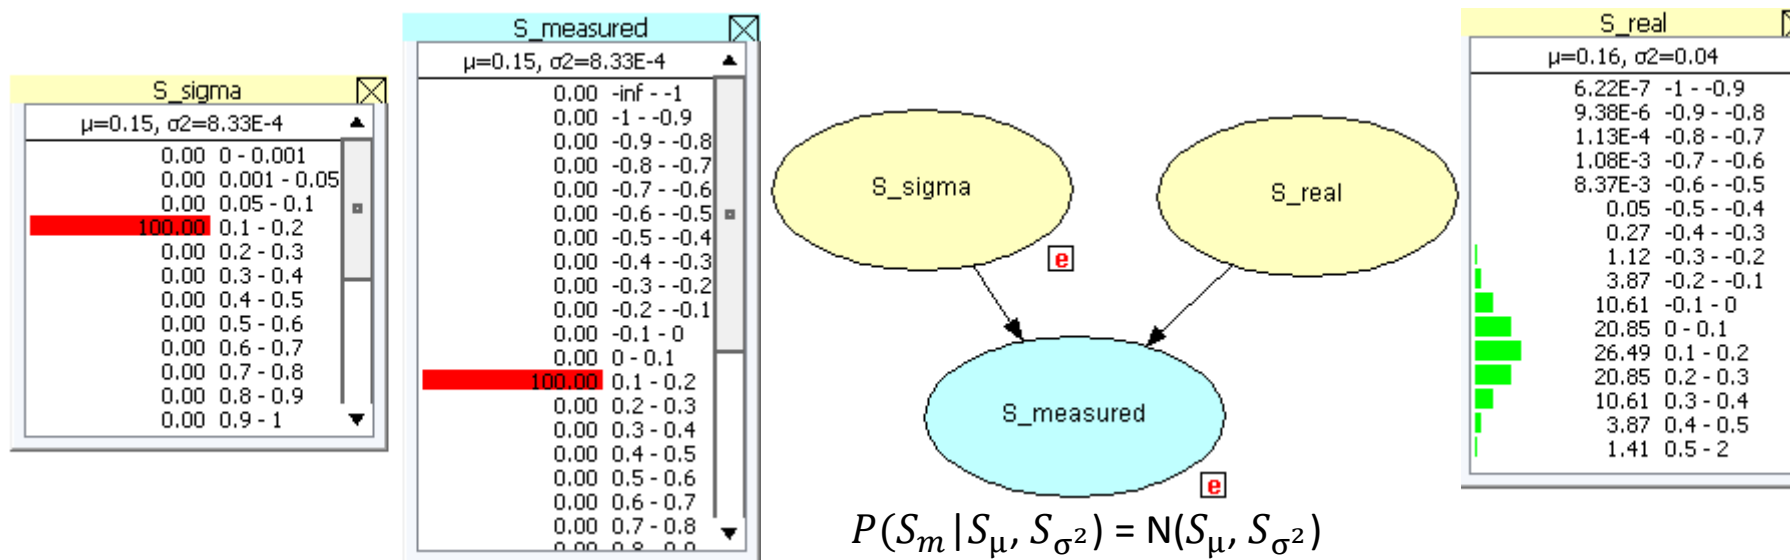 S_sigma
μ=0.15, σ2=8.33E-4
0.00 0 - 0.001
0.00 0.001 - 0.05
0.00 0.05 - 0.1
100.00 0.1 - 0.2
0.00 0.2 - 0.3
0.00 0.3 - 0.4
0.00 0.4 - 0.5
0.00 0.5 - 0.6
0.00 0.6 - 0.7
0.00 0.7 - 0.8
0.00 0.8 - 0.9
0.00 0.9 - 1
S_measured
μ=0.15, σ2=8.33E-4
0.00 -inf - -1
0.00 -1 - -0.9
0.00 -0.9 - -0.8
0.00 -0.8 - -0.7
0.00 -0.7 - -0.6
0.00 -0.6 - -0.5
0.00 -0.5 - -0.4
0.00 -0.4 - -0.3
0.00 -0.3 - -0.2
0.00 -0.2 - -0.1
0.00 -0.1 - 0
0.00 0 - 0.1
100.00 0.1 - 0.2
0.00 0.2 - 0.3
0.00 0.3 - 0.4
0.00 0.4 - 0.5
0.00 0.5 - 0.6
0.00 0.6 - 0.7
0.00 0.7 - 0.8
S_sigma
e
S_real
S_measured
e
P(Sₘ|S_μ, S_σ²) = N(S_μ, S_σ²)
S_real
μ=0.16, σ2=0.04
6.22E-7 -1 - -0.9
9.38E-6 -0.9 - -0.8
1.13E-4 -0.8 - -0.7
1.08E-3 -0.7 - -0.6
8.37E-3 -0.6 - -0.5
0.05 -0.5 - -0.4
0.27 -0.4 - -0.3
1.12 -0.3 - -0.2
3.87 -0.2 - -0.1
10.61 -0.1 - 0
20.85 0 - 0.1
26.49 0.1 - 0.2
20.85 0.2 - 0.3
10.61 0.3 - 0.4
3.87 0.4 - 0.5
1.41 0.5 - 2